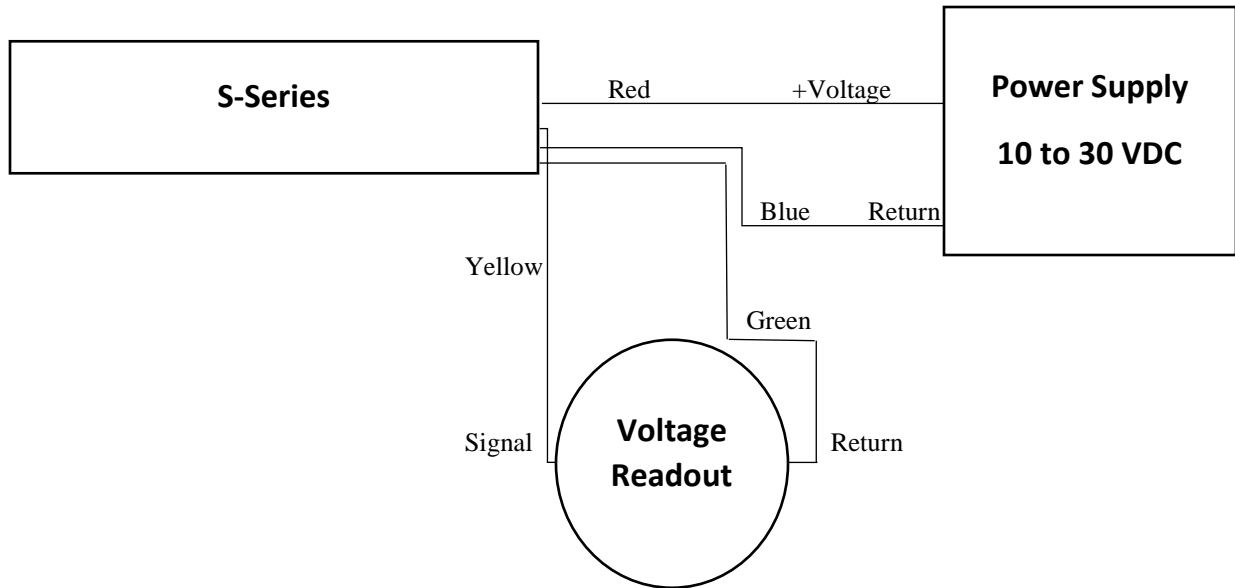 S-Series
Red +Voltage
Power Supply
10 to 30 VDC
Blue Return
Yellow
Green
Signal
Voltage
Readout
Return